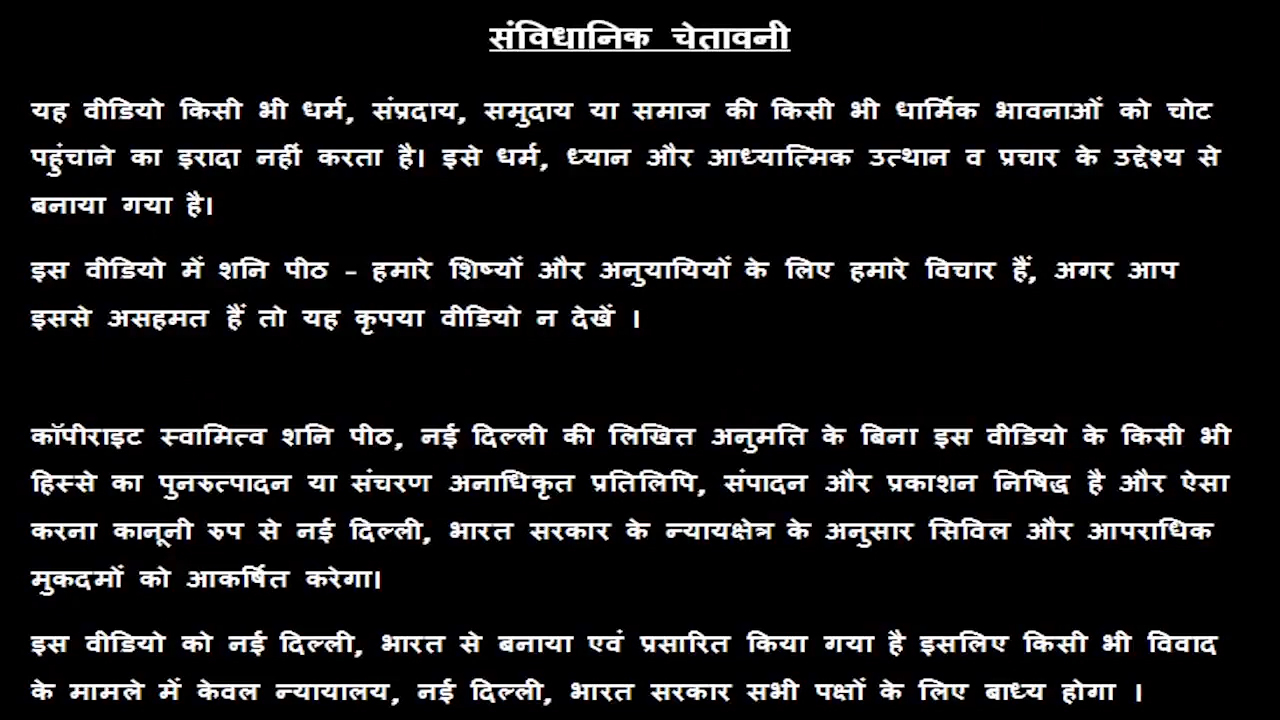 संविधानिक चेतावनी
यह वीडियो किसी भी धर्म, संप्रदाय, समुदाय या समाज की किसी भी धार्मिक भावनाओं को चोट
पहुंचाने का इरादा नहीं करता है। इसे धर्म, ध्यान और आध्यात्मिक उत्थान व प्रचार के उद्देश्य से
बनाया गया है।
इस वीडियो में शनि पीठ – हमारे शिष्यों और अनुयायियों के लिए हमारे विचार हैं, अगर आप
इससे असहमत हैं तो यह कृपया वीडियो न देखें ।
कॉपीराइट स्वामित्व शनि पीठ, नई दिल्ली की लिखित अनुमति के बिना इस वीडियो के किसी भी
हिस्से का पुनरुत्पादन या संचरण अनाधिकृत प्रतिलिपि, संपादन और प्रकाशन निषिद्ध है और ऐसा
करना कानूनी रुप से नई दिल्ली, भारत सरकार के न्यायक्षेत्र के अनुसार सिविल और आपराधिक
मुकदमों को आकर्षित करेगा।
इस वीडियो को नई दिल्ली, भारत से बनाया एवं प्रसारित किया गया है इसलिए किसी भी विवाद
के मामले में केवल न्यायालय, नई दिल्ली, भारत सरकार सभी पक्षों के लिए बाध्य होगा ।